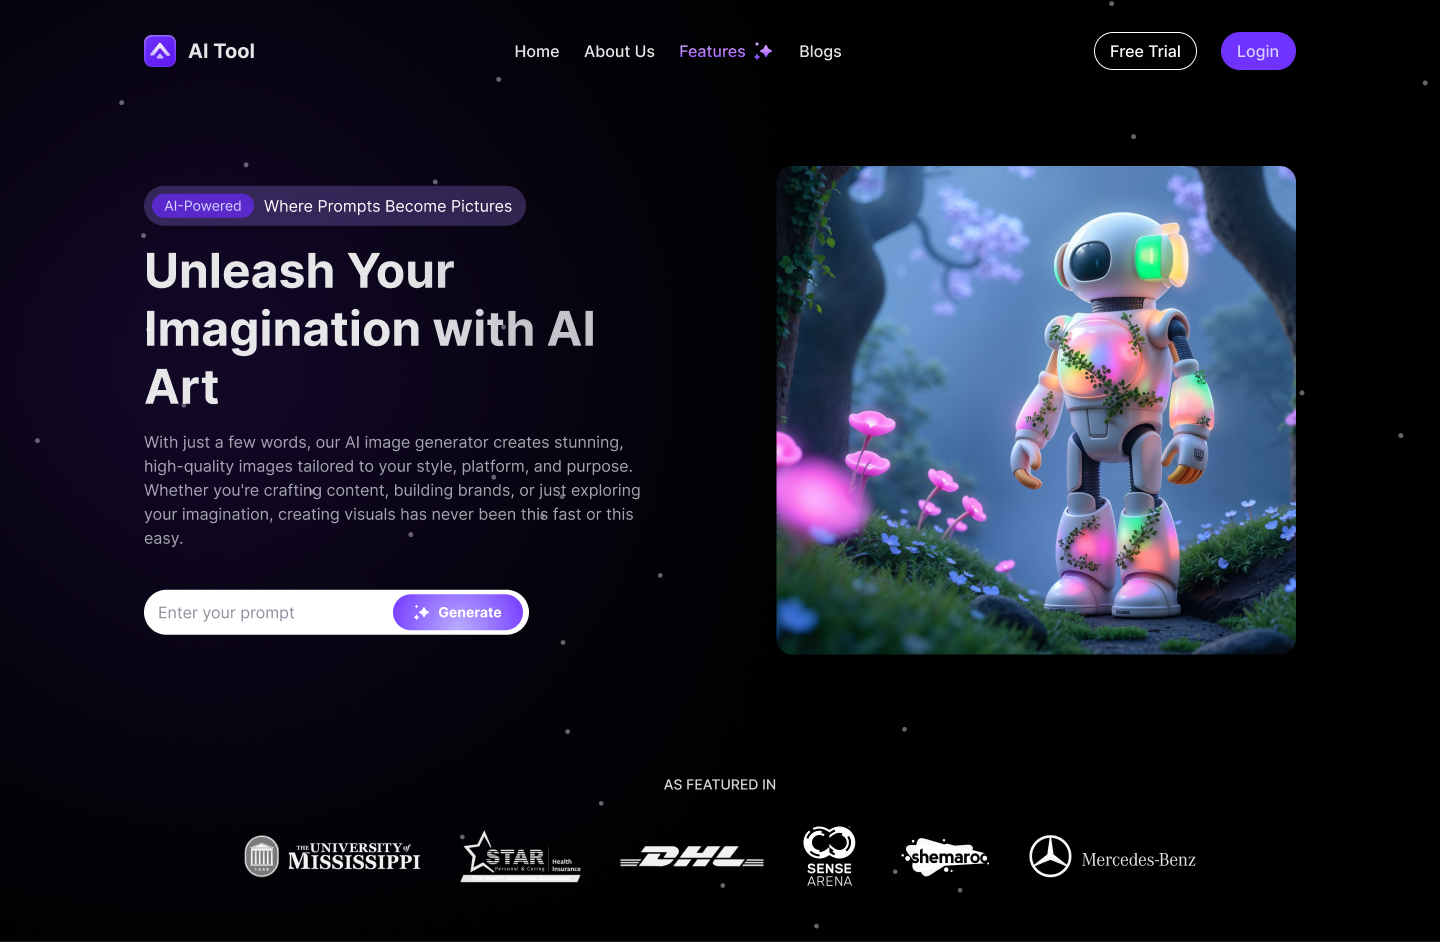 AI Tool
Home
About Us
Features
Blogs
Free Trial
Login
AI-Powered
Where Prompts Become Pictures
Unleash Your
Imagination with AI
Art
With just a few words, our AI image generator creates stunning,
high-quality images tailored to your style, platform, and purpose.
Whether you're crafting content, building brands, or just exploring
your imagination, creating visuals has never been this fast or this
easy.
Enter your prompt
Generate
AS FEATURED IN
THE UNIVERSITY of
MISSISSIPPI
1848
STAR
Health
Insurance
Personal & Caring
DHL
SENSE
ARENA
shemaroo
Mercedes-Benz